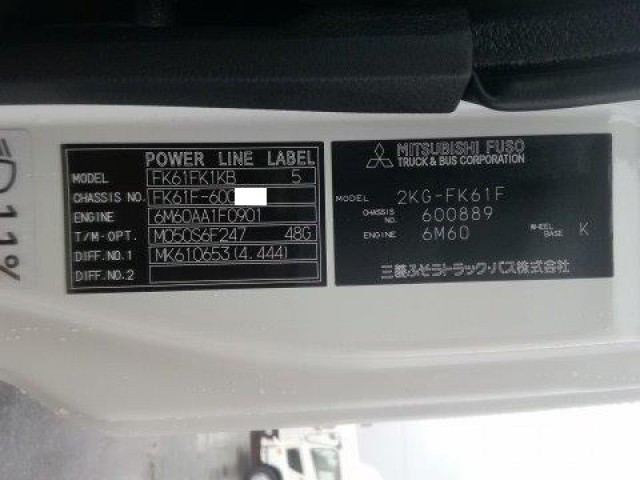 POWER LINE LABEL
MODEL FK61FK1KB 5
CHASSIS NO. FK61F-600
ENGINE 6M60AA1F0901
T/M-OPT. M050S6F247 48G
DIFF.NO.1 MK610653(4.444)
DIFF.NO.2
MITSUBISHI FUSO
TRUCK & BUS CORPORATION
MODEL 2KG-FK61F
CHASSIS NO. 600889
ENGINE 6M60 WHEEL BASE K
三菱ふそうトラック・バス株式会社
11%